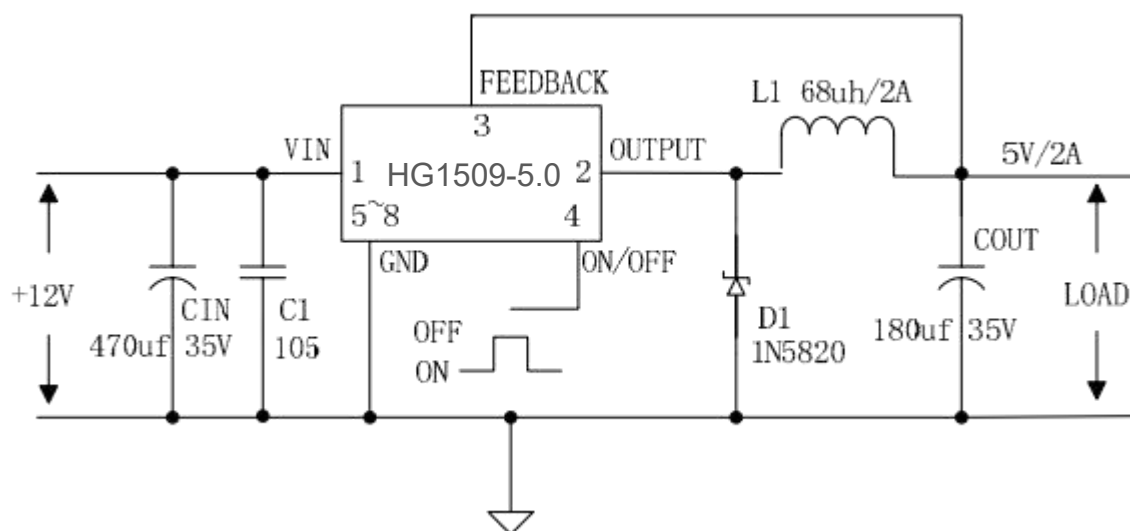 FEEDBACK
L1 68uh/2A
3
VIN
OUTPUT
5V/2A
1 HG1509-5.0 2
5~8
4
GND
ON/OFF
COUT
+12V
CIN
C1
LOAD
470uf 35V
105
OFF
ON
D1
1N5820
180uf 35V